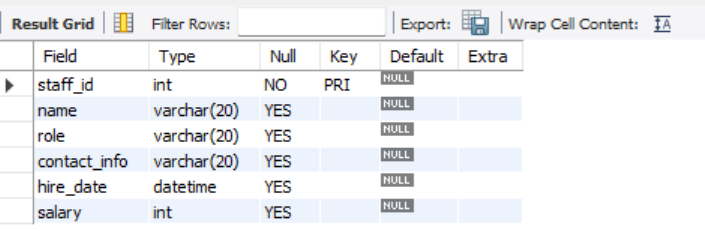 Result Grid Filter Rows: Export: Wrap Cell Content: IA
Field Type Null Key Default Extra
staff_id int NO PRI NULL
name varchar(20) YES NULL
role varchar(20) YES NULL
contact_info varchar(20) YES NULL
hire_date datetime YES NULL
salary int YES NULL